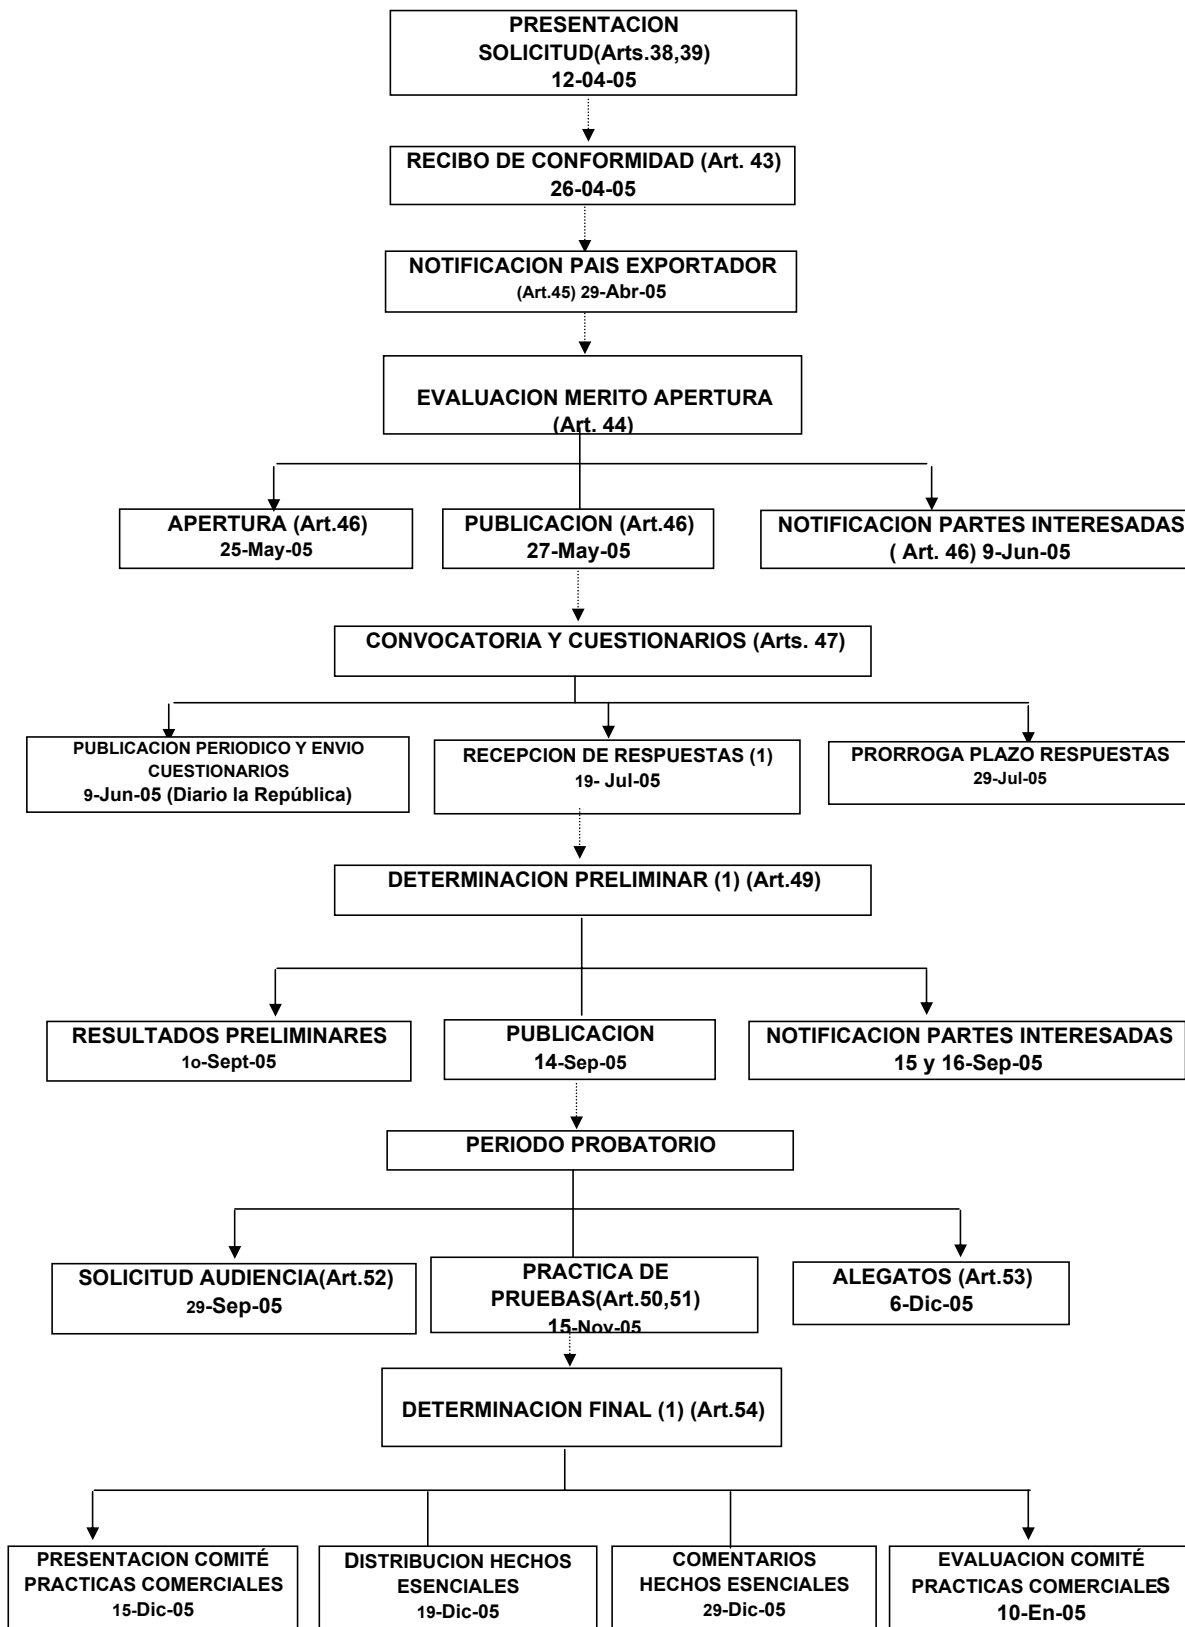 PRESENTACION
SOLICITUD(Arts.38,39)
12-04-05
RECIBO DE CONFORMIDAD (Art. 43)
26-04-05
NOTIFICACION PAIS EXPORTADOR
(Art.45) 29-Abr-05
EVALUACION MERITO APERTURA
(Art. 44)
APERTURA (Art.46)
25-May-05
PUBLICACION (Art.46)
27-May-05
NOTIFICACION PARTES INTERESADAS
( Art. 46) 9-Jun-05
CONVOCATORIA Y CUESTIONARIOS (Arts. 47)
PUBLICACION PERIODICO Y ENVIO
CUESTIONARIOS
9-Jun-05 (Diario la República)
RECEPCION DE RESPUESTAS (1)
19- Jul-05
PRORROGA PLAZO RESPUESTAS
29-Jul-05
DETERMINACION PRELIMINAR (1) (Art.49)
RESULTADOS PRELIMINARES
1o-Sept-05
PUBLICACION
14-Sep-05
NOTIFICACION PARTES INTERESADAS
15 y 16-Sep-05
PERIODO PROBATORIO
SOLICITUD AUDIENCIA(Art.52)
29-Sep-05
PRACTICA DE
PRUEBAS(Art.50,51)
15-Nov-05
ALEGATOS (Art.53)
6-Dic-05
DETERMINACION FINAL (1) (Art.54)
PRESENTACION COMITÉ
PRACTICAS COMERCIALES
15-Dic-05
DISTRIBUCION HECHOS
ESENCIALES
19-Dic-05
COMENTARIOS
HECHOS ESENCIALES
29-Dic-05
EVALUACION COMITÉ
PRACTICAS COMERCIALES
10-En-05